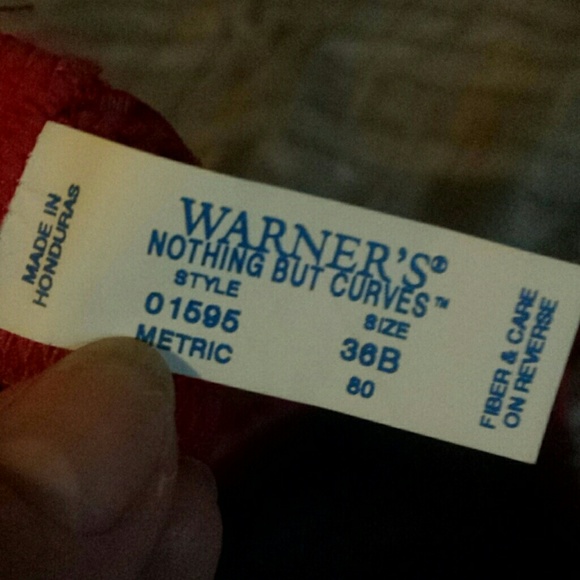 MADE IN
HONDURAS
WARNER'S®
NOTHING BUT CURVES™
STYLE
01595
SIZE
36B
METRIC
80
FIBER & CARE
ON REVERSE